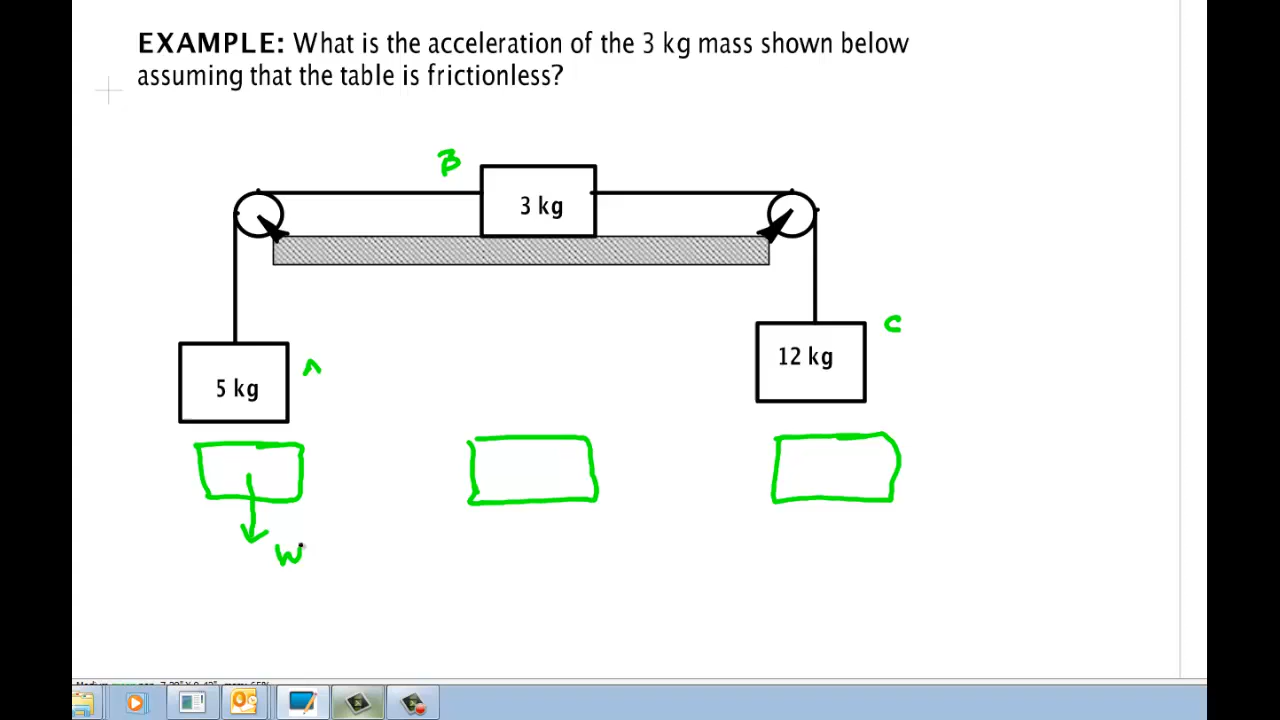 EXAMPLE: What is the acceleration of the 3 kg mass shown below
assuming that the table is frictionless?
B
3 kg
C
12 kg
5 kg
A
W